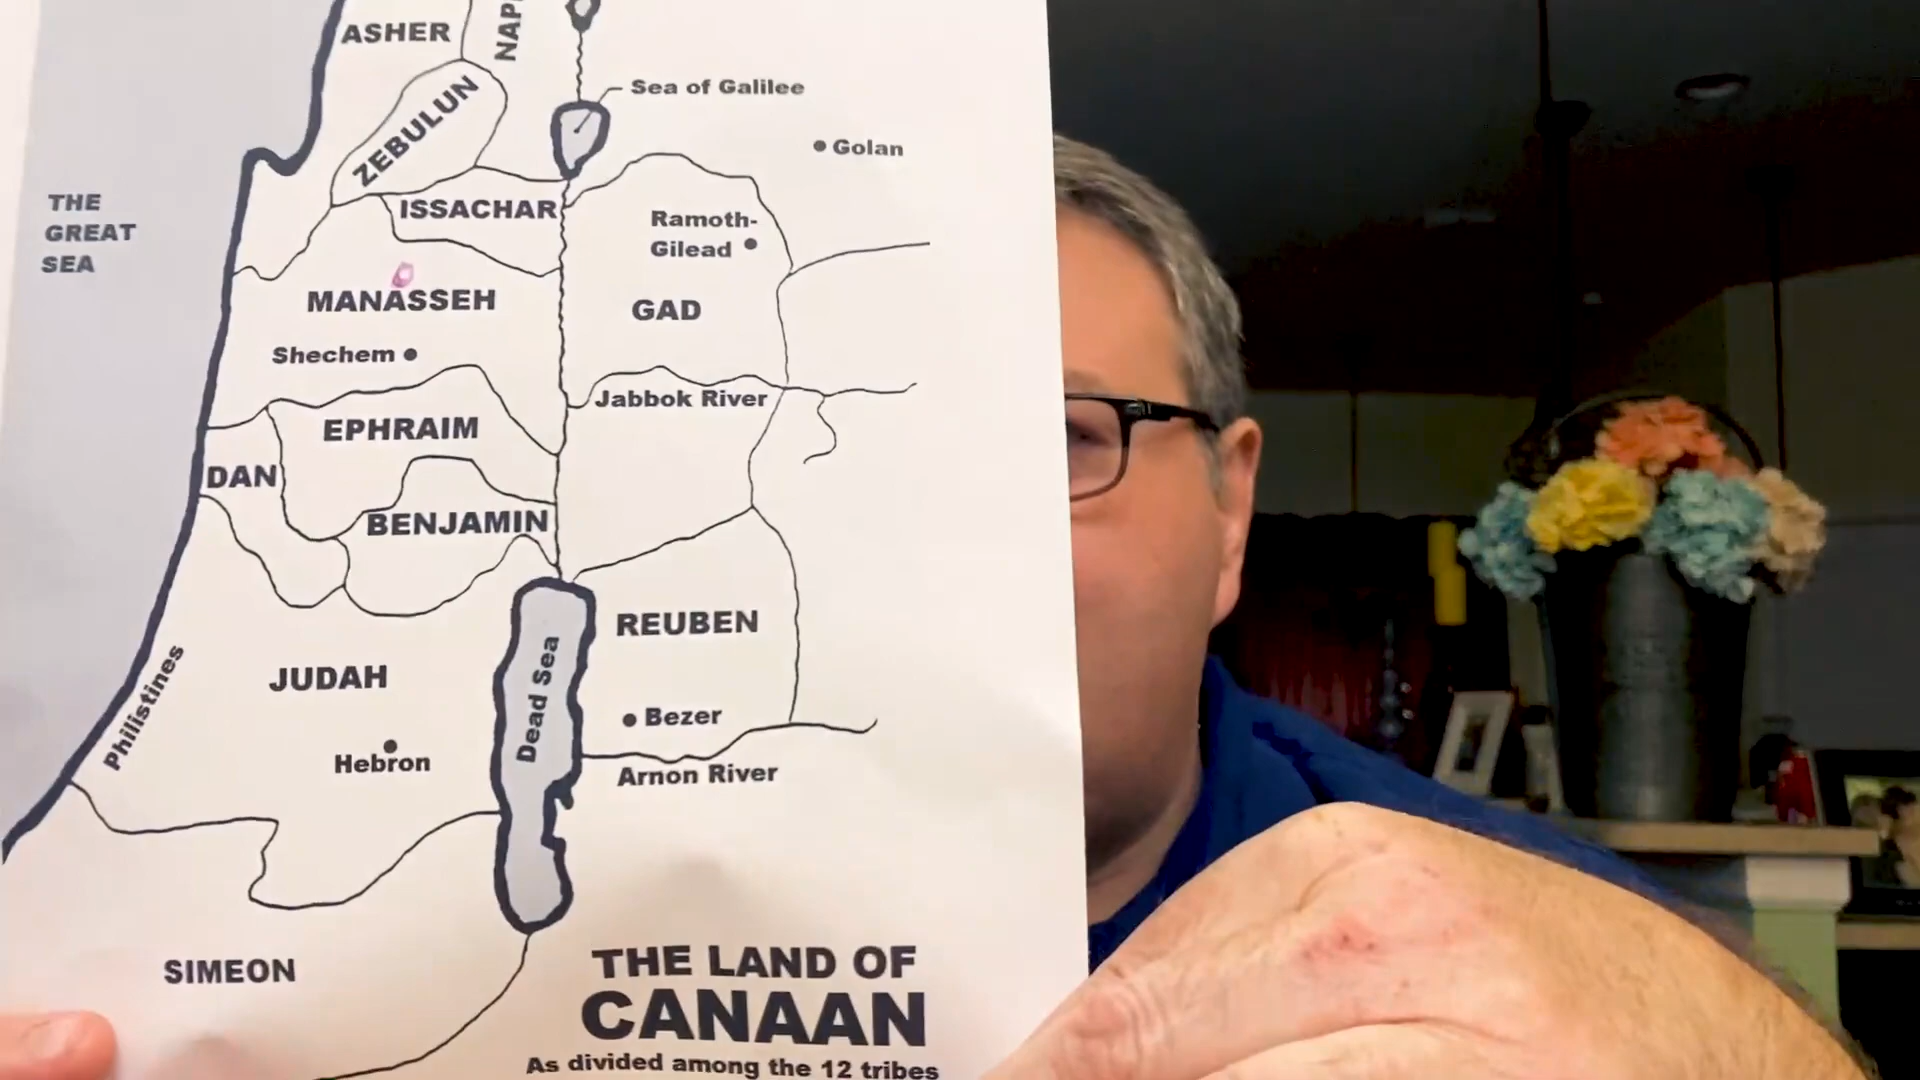 ASHER
NAP
Sea of Galilee
ZEBULUN
Golan
THE
GREAT
SEA
ISSACHAR
Ramoth-
Gilead
MANASSEH
GAD
Shechem
Jabbok River
EPHRAIM
DAN
BENJAMIN
REUBEN
JUDAH
Philistines
Dead Sea
Bezer
Hebron
Arnon River
SIMEON
THE LAND OF
CANAAN
As divided among the 12 tribes